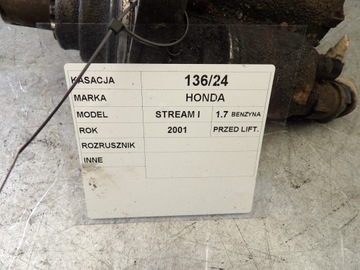 KASACJA 136/24
MARKA HONDA
MODEL STREAM I 1.7 BENZYNA
ROK 2001 PRZED LIFT.
ROZRUSZNIK
INNE